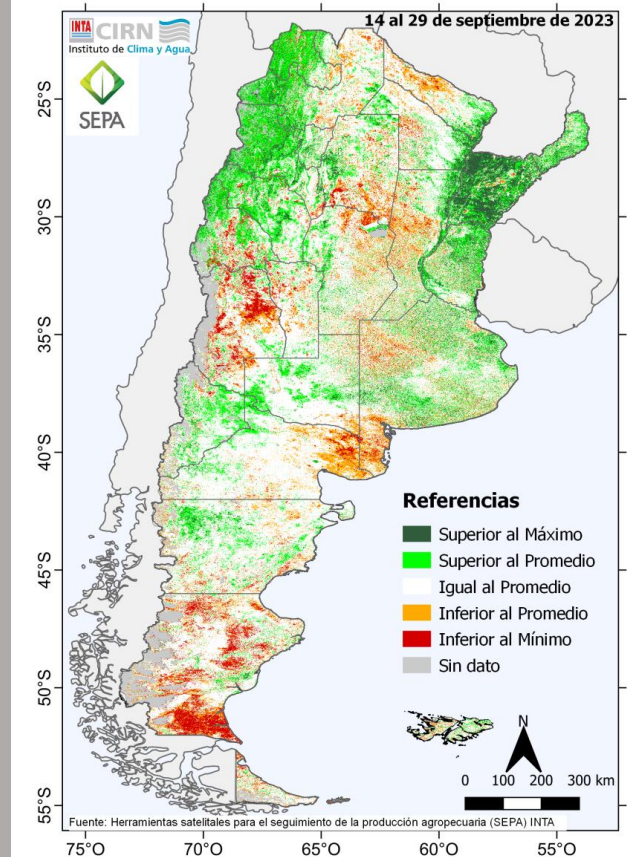 14 al 29 de septiembre de 2023
INTA CIRN
Instituto de Clima y Agua
SEPA
25°S
30°S
35°S
40°S
45°S
50°S
55°S
Referencias
Superior al Máximo
Superior al Promedio
Igual al Promedio
Inferior al Promedio
Inferior al Mínimo
Sin dato
N
0 100 200 300 km
Fuente: Herramientas satelitales para el seguimiento de la producción agropecuaria (SEPA) INTA
75°O 70°O 65°O 60°O 55°O